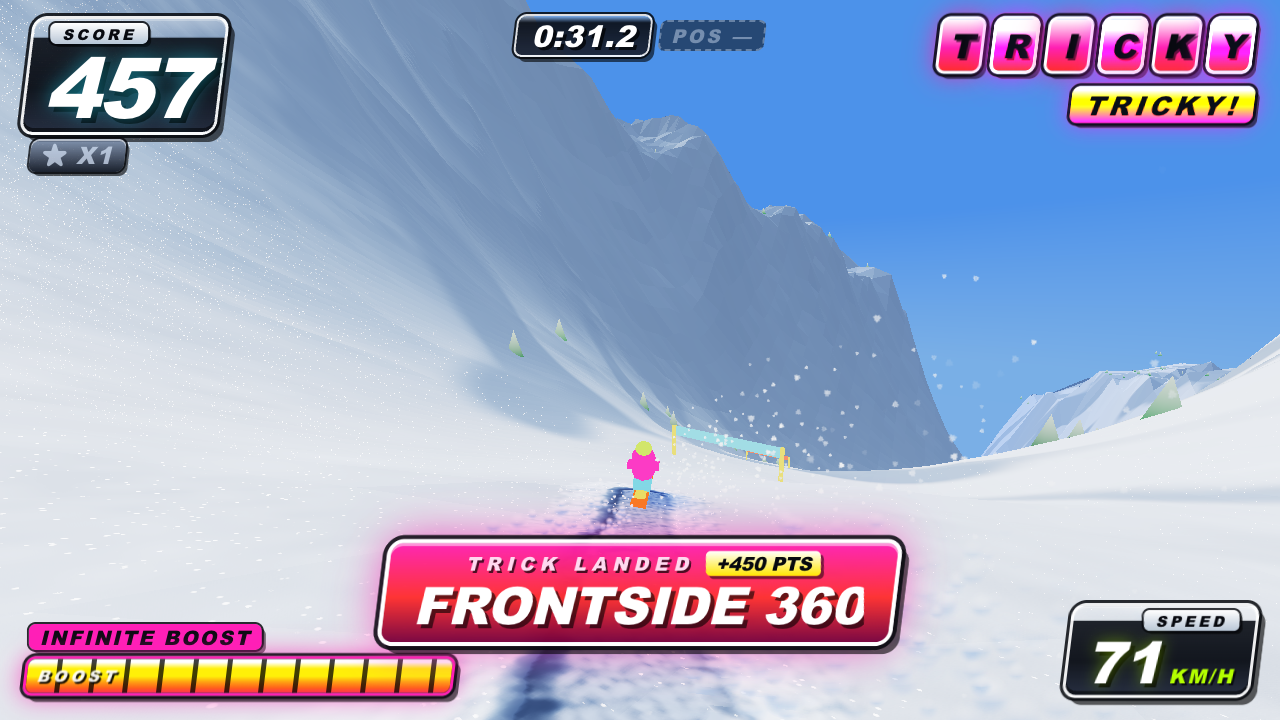 SCORE
457
★ X1
0:31.2
POS —
TRICKY
TRICKY!
TRICK LANDED +450 PTS
FRONTSIDE 360
INFINITE BOOST
BOOST
SPEED
71 KM/H